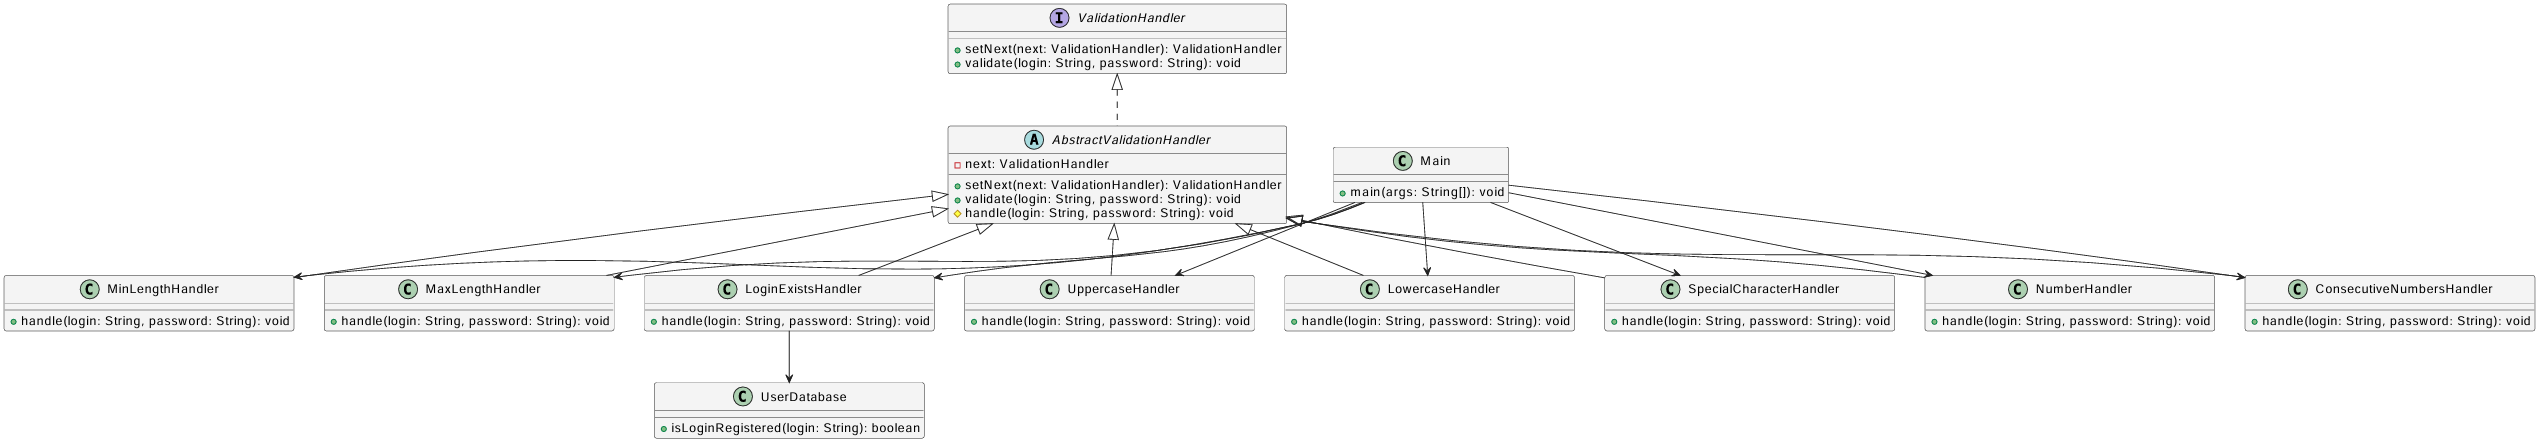 I ValidationHandler
setNext(next: ValidationHandler): ValidationHandler
validate(login: String, password: String): void
A AbstractValidationHandler
next: ValidationHandler
setNext(next: ValidationHandler): ValidationHandler
validate(login: String, password: String): void
handle(login: String, password: String): void
C Main
main(args: String[]): void
C MinLengthHandler
handle(login: String, password: String): void
C MaxLengthHandler
handle(login: String, password: String): void
C LoginExistsHandler
handle(login: String, password: String): void
C UppercaseHandler
handle(login: String, password: String): void
C LowercaseHandler
handle(login: String, password: String): void
C SpecialCharacterHandler
handle(login: String, password: String): void
C NumberHandler
handle(login: String, password: String): void
C ConsecutiveNumbersHandler
handle(login: String, password: String): void
C UserDatabase
isLoginRegistered(login: String): boolean